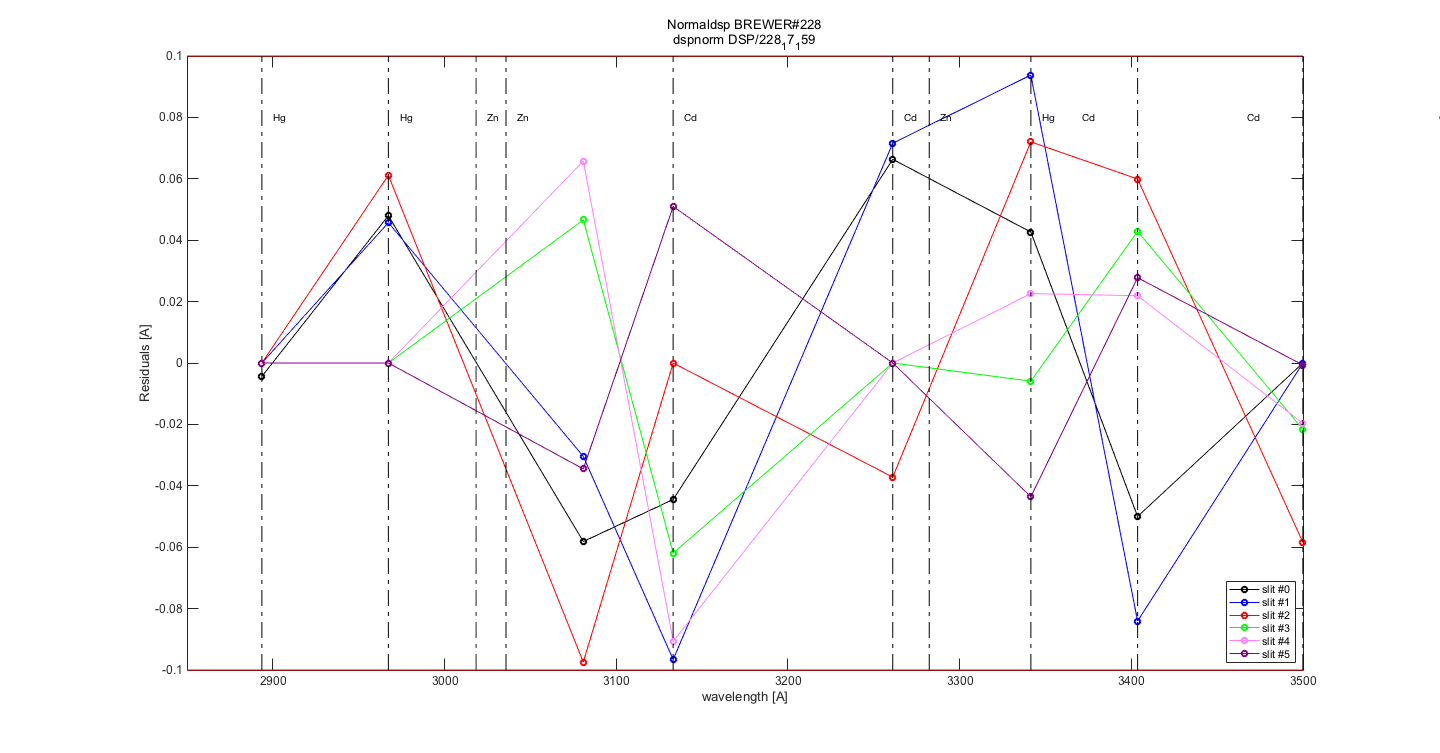 Normaldsp BREWER#228
dspnorm DSP/228₁7₁59
0.1
0.08
0.06
0.04
0.02
0
-0.02
-0.04
-0.06
-0.08
-0.1
Residuals [A]
Hg
Hg
Zn
Zn
Cd
Cd
Zn
Hg
Cd
Cd
slit #0
slit #1
slit #2
slit #3
slit #4
slit #5
2900
3000
3100
3200
3300
3400
3500
wavelength [A]